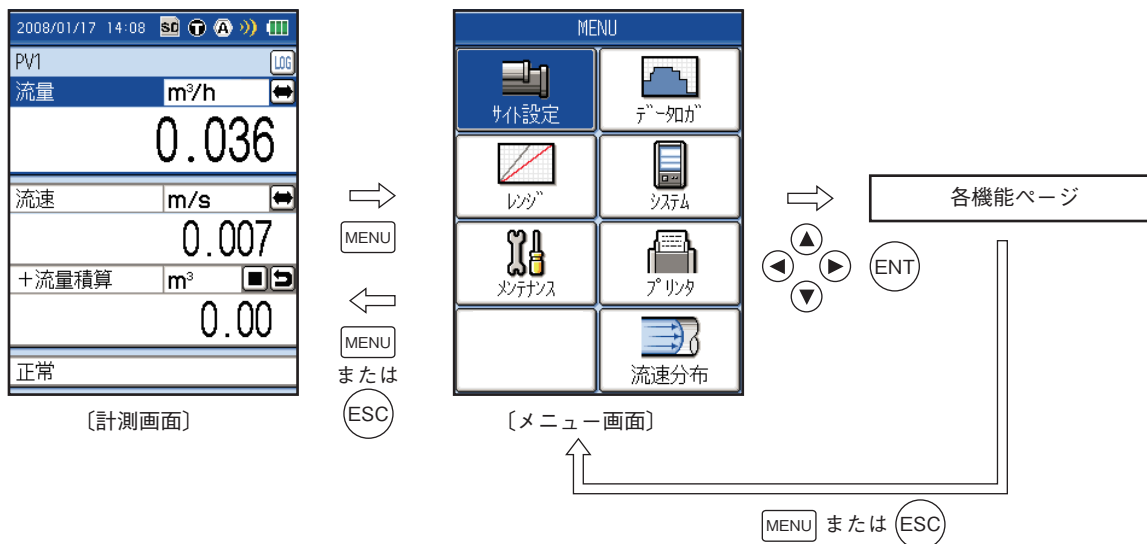 2008/01/17 14:08 SD T A
PV1 LOG
流量 m³/h
0.036
流速 m/s
0.007
+流量積算 m³
0.00
正常
〔計測画面〕
MENU
MENU
または
ESC
MENU
サイト設定 データロガ
レンジ システム
メンテナンス プリンタ
流速分布
〔メニュー画面〕
ENT
各機能ページ
MENU または ESC